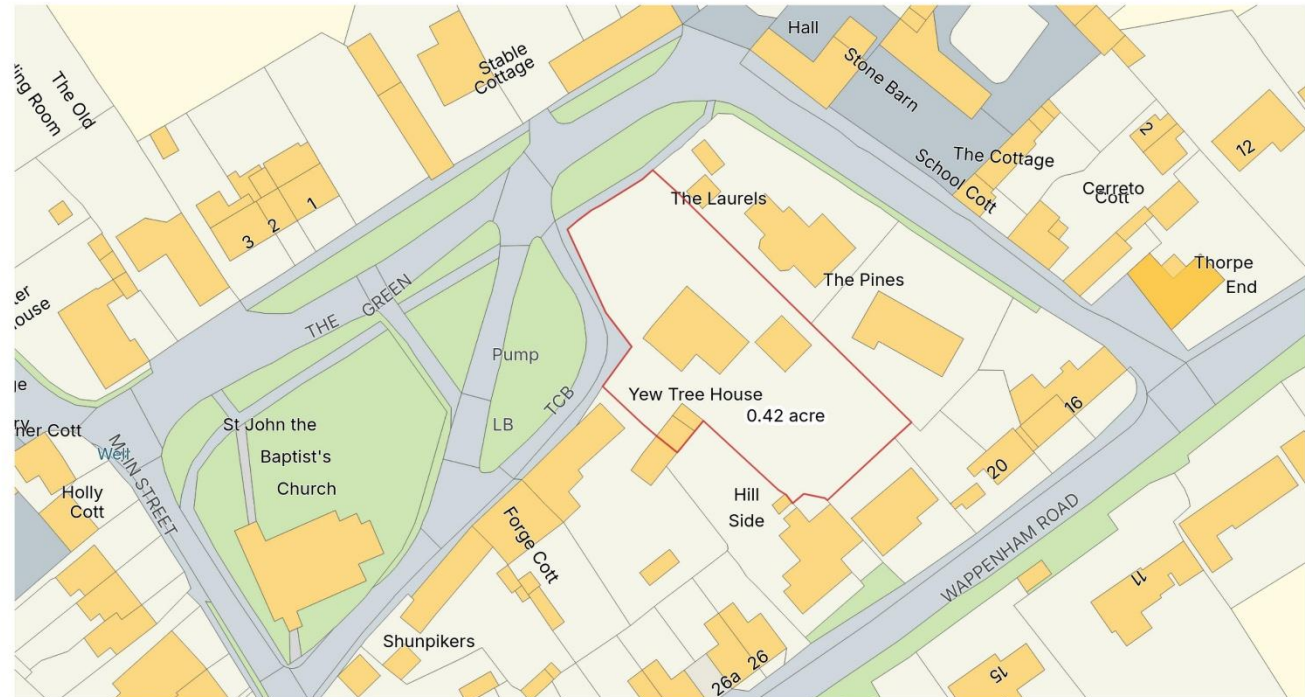 Hall
Stone Barn
Stable
Cottage
The Old
ding Room
The Cottage
School Cott
2
12
Cerreto
Cott
The Laurels
3
2
1
Thorpe
End
The Pines
ouse
THE GREEN
Pump
Yew Tree House
0.42 acre
TCB
LB
16
St John the
Baptist's
Church
ner Cott
Well
MAIN STREET
Holly
Cott
20
Hill
Side
Forge Cott
WAPPENHAM ROAD
11
Shunpikers
26
26a
15